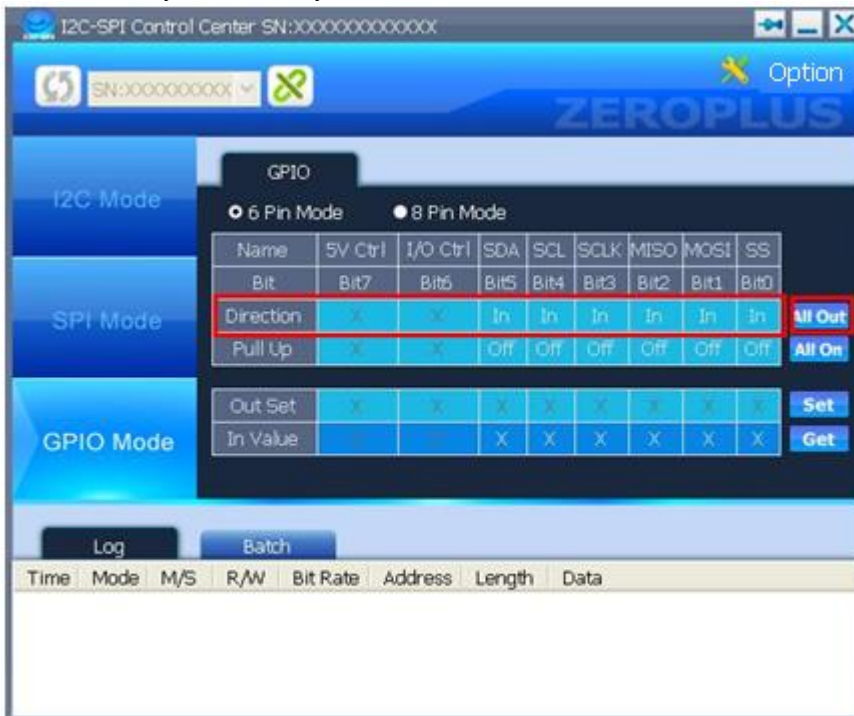 I2C-SPI Control Center SN:XXXXXXXXXXXXX
SN:XXXXXXXXX
Option
ZEROPLUS
I2C Mode
SPI Mode
GPIO Mode
GPIO
6 Pin Mode 8 Pin Mode
Name 5V Ctrl I/O Ctrl SDA SCL SCLK MISO MOSI SS
Bit Bit7 Bit6 Bit5 Bit4 Bit3 Bit2 Bit1 Bit0
Direction X X In In In In In In All Out
Pull Up X X Off Off Off Off Off Off All On
Out Set X X X X X X X X Set
In Value X X X X X X Get
Log Batch
Time Mode M/S R/W Bit Rate Address Length Data